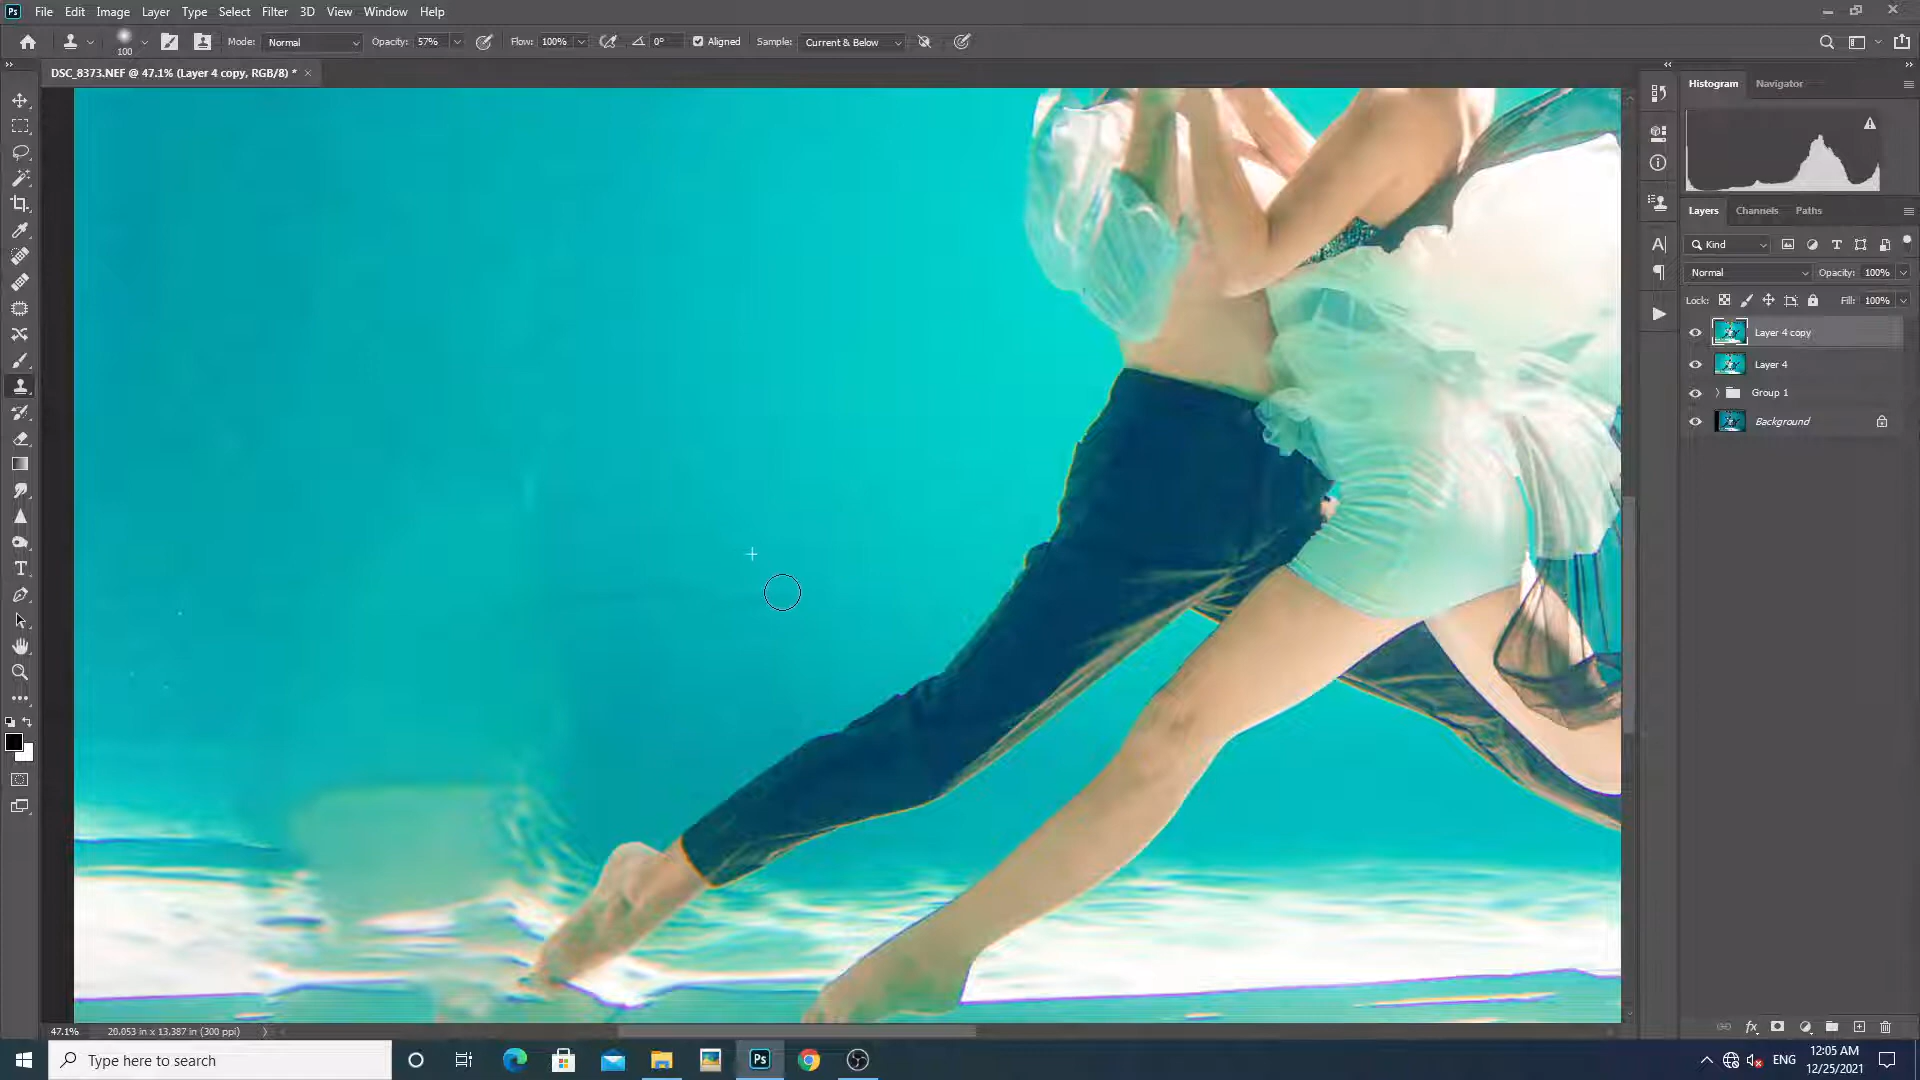 Ps File Edit Image Layer Type Select Filter 3D View Window Help
100 Mode: Normal Opacity: 57% Flow: 100% 0° Aligned Sample: Current & Below
DSC_8373.NEF @ 47.1% (Layer 4 copy, RGB/8) * ×
Histogram Navigator
Layers Channels Paths
Kind
Normal Opacity: 100%
Lock: Fill: 100%
Layer 4 copy
Layer 4
Group 1
Background
47.1% 20.053 in x 13.387 in (300 ppi)
fx
Type here to search
Ps
ENG
12:05 AM
12/25/2021